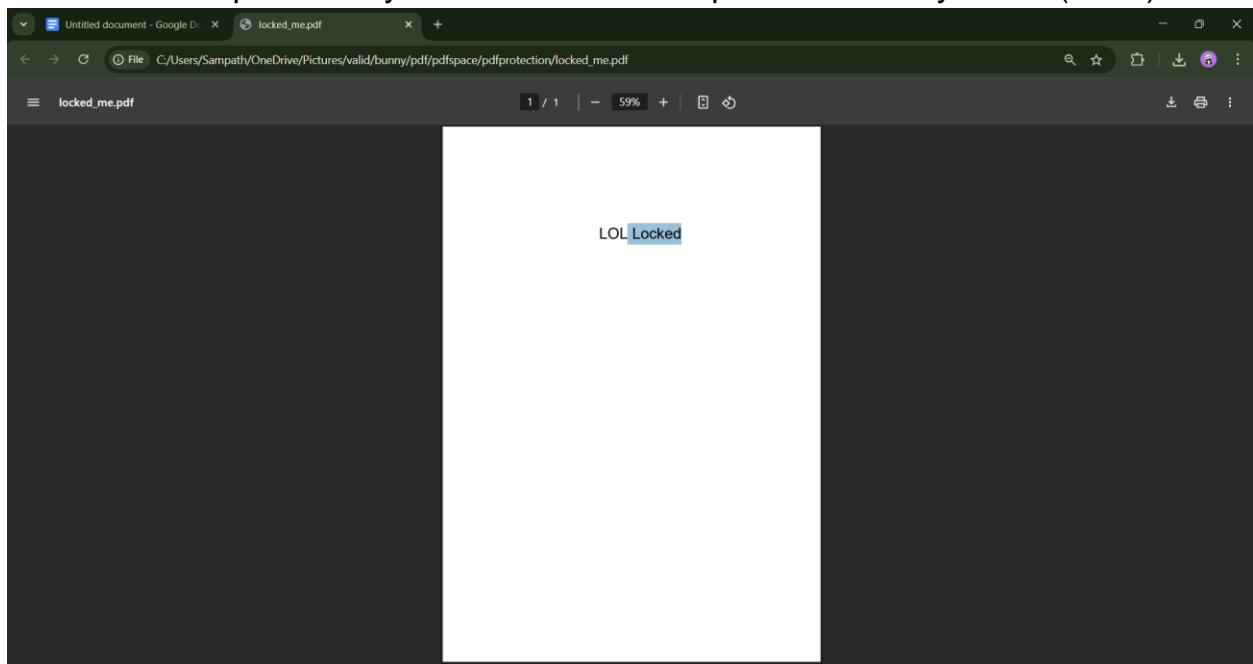 Untitled document - Google Do
locked_me.pdf
File C:/Users/Sampath/OneDrive/Pictures/valid/bunny/pdf/pdfspace/pdfprotection/locked_me.pdf
locked_me.pdf
1 / 1
59%
LOL Locked